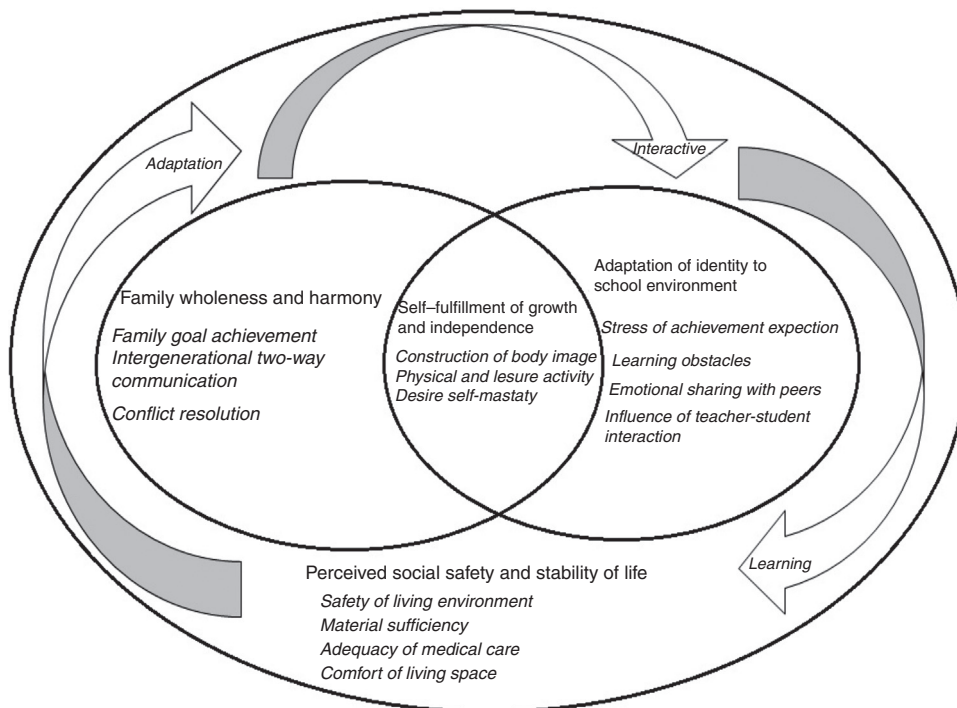 Adaptation
Interactive
Family wholeness and harmony
Family goal achievement
Intergenerational two-way
communication
Conflict resolution
Self–fulfillment of growth
and independence
Construction of body image
Physical and lesure activity
Desire self-mastaty
Adaptation of identity to
school environment
Stress of achievement expection
Learning obstacles
Emotional sharing with peers
Influence of teacher-student
interaction
Learning
Perceived social safety and stability of life
Safety of living environment
Material sufficiency
Adequacy of medical care
Comfort of living space